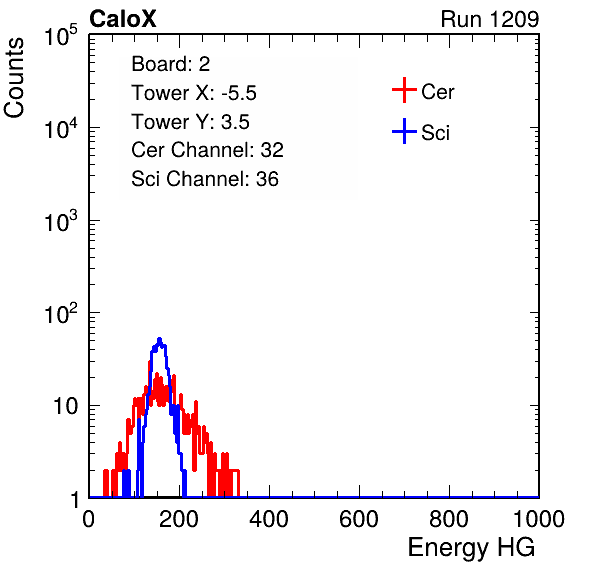 CaloX Run 1209
Counts
10^5
10^4
10^3
10^2
10
1
Board: 2
Tower X: -5.5
Tower Y: 3.5
Cer Channel: 32
Sci Channel: 36
Cer
Sci
0 200 400 600 800 1000
Energy HG